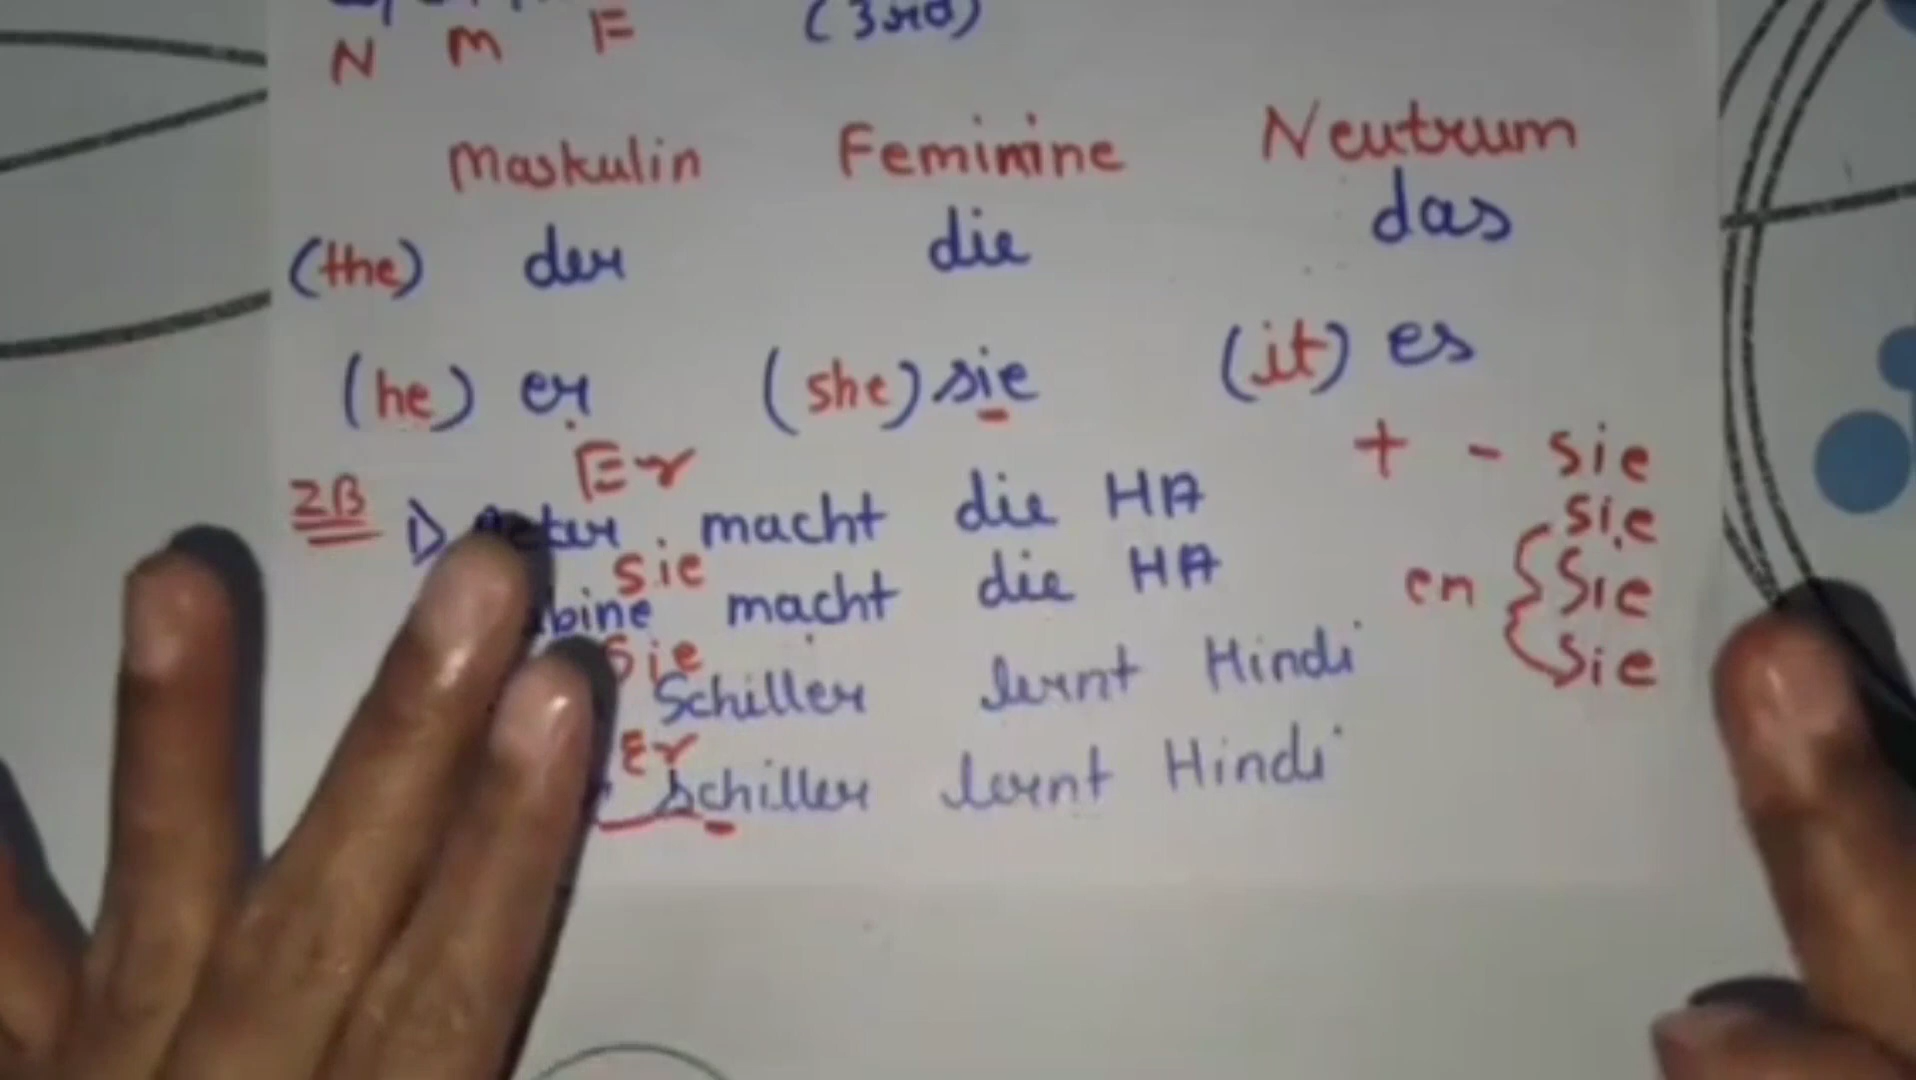 N M F (3rd)
Maskulin Feminine Neutrum
(the) der die das
(he) er (she) sie (it) es
+ - sie
Er
ZB 1) macht die HA
sie
Sie
macht die HA
en { Sie
Sie
Sie
Schiller lernt Hindi
Er
Schiller lernt Hindi